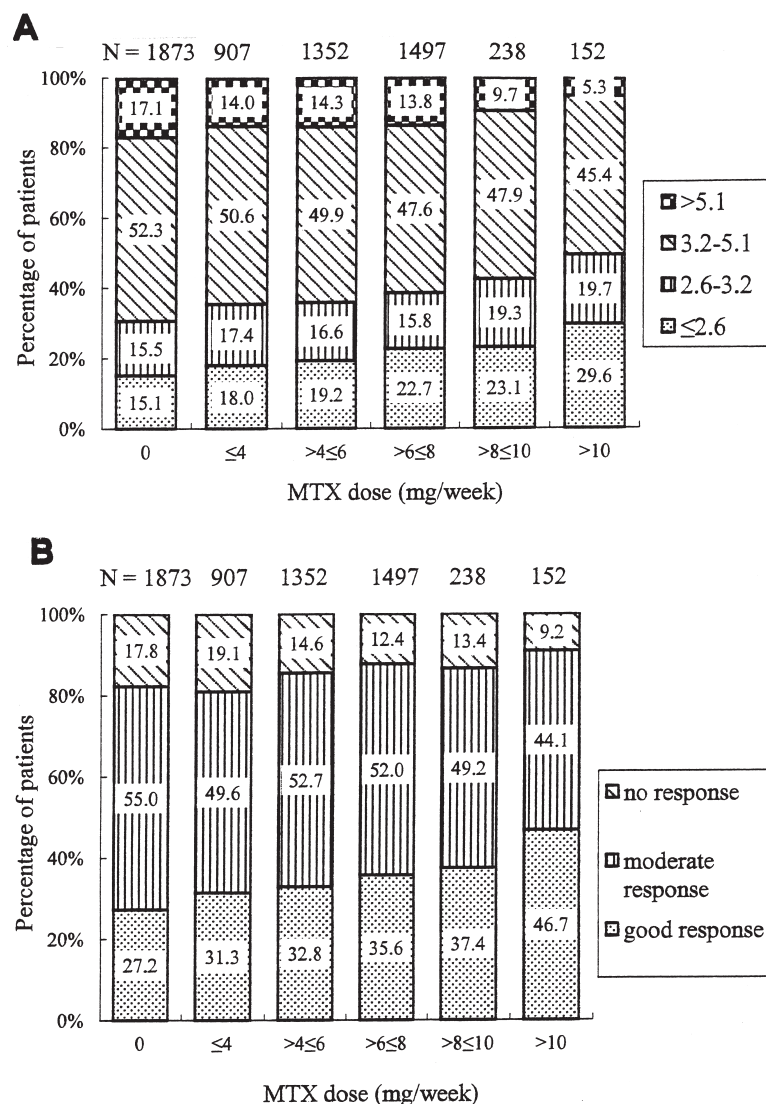 A
N = 1873 907 1352 1497 238 152
100%
80%
60%
40%
20%
0%
Percentage of patients
17.1 14.0 14.3 13.8 9.7 5.3
52.3 50.6 49.9 47.6 47.9 45.4
15.5 17.4 16.6 15.8 19.3 19.7
15.1 18.0 19.2 22.7 23.1 29.6
0 ≤4 >4≤6 >6≤8 >8≤10 >10
MTX dose (mg/week)
>5.1
3.2-5.1
2.6-3.2
≤2.6
B
N = 1873 907 1352 1497 238 152
100%
80%
60%
40%
20%
0%
Percentage of patients
17.8 19.1 14.6 12.4 13.4 9.2
55.0 49.6 52.7 52.0 49.2 44.1
27.2 31.3 32.8 35.6 37.4 46.7
0 ≤4 >4≤6 >6≤8 >8≤10 >10
MTX dose (mg/week)
no response
moderate
response
good response